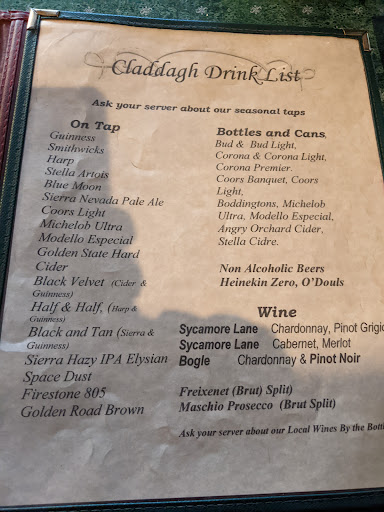 Claddagh Drink List
Ask your server about our seasonal taps
On Tap
Guinness
Smithwicks
Harp
Stella Artois
Blue Moon
Sierra Nevada Pale Ale
Coors Light
Michelob Ultra
Modello Especial
Golden State Hard
Cider
Black Velvet (Cider &
Guinness)
Half & Half, (Harp &
Guinness)
Black and Tan (Sierra &
Guinness)
Sierra Hazy IPA Elysian
Space Dust
Firestone 805
Golden Road Brown
Bottles and Cans,
Bud & Bud Light,
Corona & Corona Light,
Corona Premier.
Coors Banquet, Coors
Light,
Boddingtons, Michelob
Ultra, Modello Especial,
Angry Orchard Cider,
Stella Cidre.
Non Alcoholic Beers
Heinekin Zero, O'Douls
Wine
Sycamore Lane Chardonnay, Pinot Grigio
Sycamore Lane Cabernet, Merlot
Bogle Chardonnay & Pinot Noir
Freixenet (Brut) Split)
Maschio Prosecco (Brut Split)
Ask your server about our Local Wines By the Bott